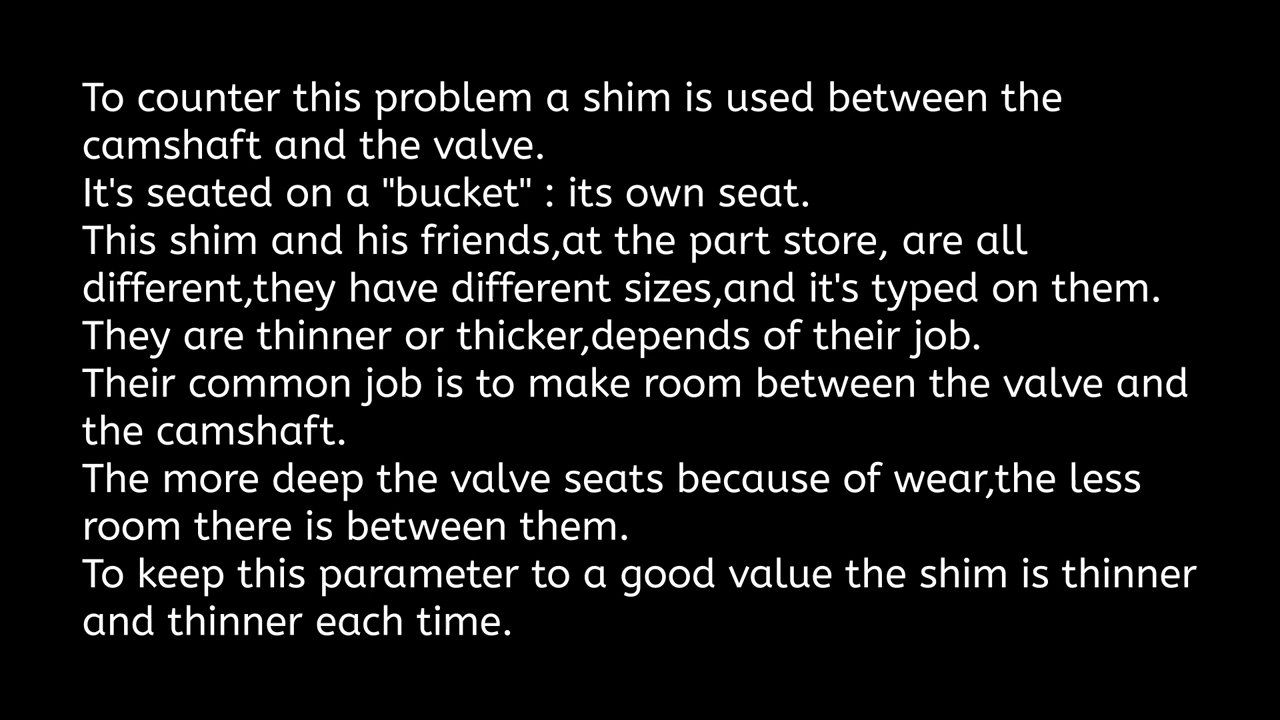 To counter this problem a shim is used between the
camshaft and the valve.
It's seated on a "bucket" : its own seat.
This shim and his friends,at the part store, are all
different,they have different sizes,and it's typed on them.
They are thinner or thicker,depends of their job.
Their common job is to make room between the valve and
the camshaft.
The more deep the valve seats because of wear,the less
room there is between them.
To keep this parameter to a good value the shim is thinner
and thinner each time.